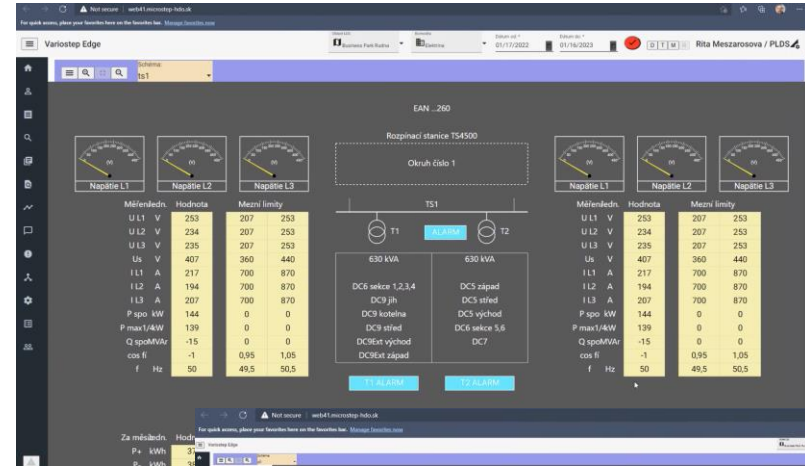 Not secure | web41.microstep-hdo.sk
For quick access, place your favorites here on the favorites bar. Manage favorites now
Variostep Edge
Business Park Rudna
Elektrina
Dátum od *
01/17/2022
Dátum do *
01/16/2023
D T M
Rita Meszarosova / PLDS
Schéma:
ts1
EAN ..260
Rozpínací stanice TS4500
Okruh číslo 1
Napätie L1 Napätie L2 Napätie L3
Napätie L1 Napätie L2 Napätie L3
TS1
T1 ALARM T2
630 kVA 630 kVA
DC6 sekce 1,2,3,4 DC5 západ
DC9 jih DC5 střed
DC9 kotelna DC5 východ
DC9 střed DC6 sekce 5,6
DC9Ext východ DC7
DC9Ext západ
T1 ALARM T2 ALARM
Měřeníedn. Hodnota Mezní limity
U L1 V 253 207 253
U L2 V 234 207 253
U L3 V 235 207 253
Us V 407 360 440
I L1 A 217 700 870
I L2 A 194 700 870
I L3 A 207 700 870
P spo kW 144 0 0
P max1/4kW 139 0 0
Q spoMVAr -15 0 0
cos fí -1 0,95 1,05
f Hz 50 49,5 50,5
Měřeníedn. Hodnota Mezní limity
U L1 V 253 207 253
U L2 V 234 207 253
U L3 V 235 207 253
Us V 407 360 440
I L1 A 217 700 870
I L2 A 194 700 870
I L3 A 207 700 870
P spo kW 144 0 0
P max1/4kW 139 0 0
Q spoMVAr -15 0 0
cos fí -1 0,95 1,05
f Hz 50 49,5 50,5
Za měsíedn. Hodn
P+ kWh
P- kWh
Not secure | web41.microstep-hdo.sk
For quick access, place your favorites here on the favorites bar. Manage favorites now
Variostep Edge